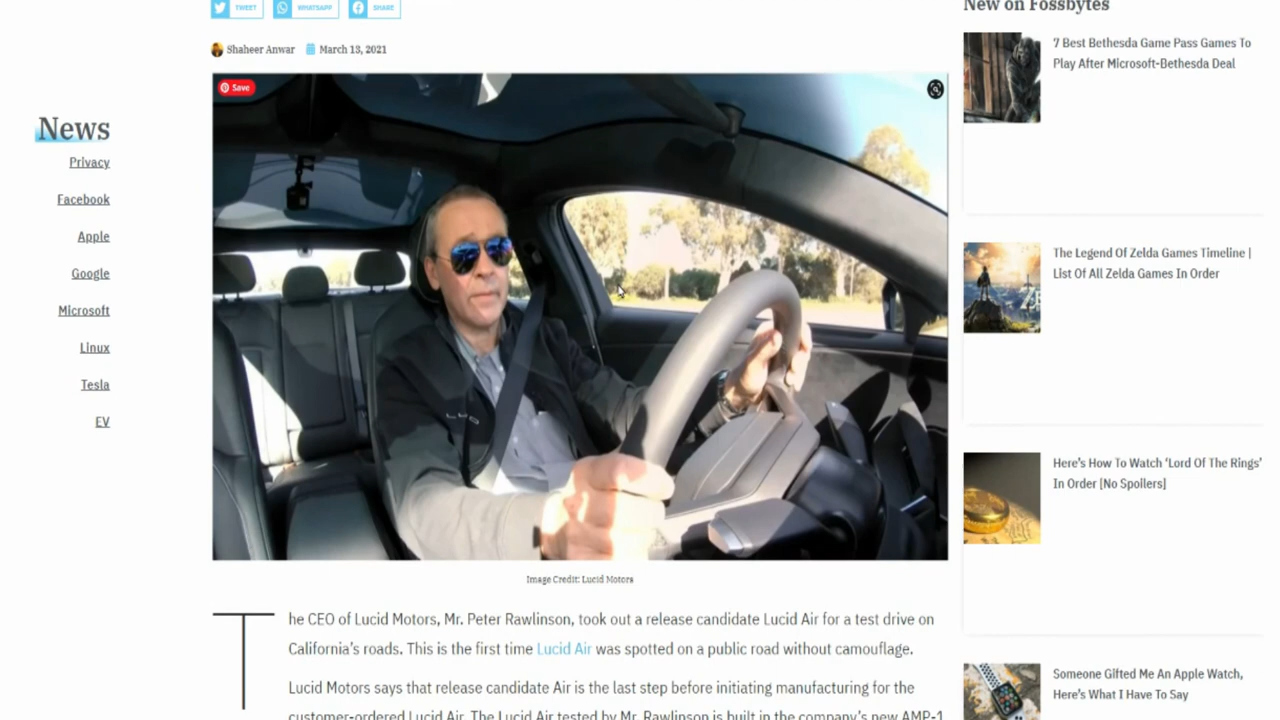 TWEET
WHATSAPP
SHARE
Shaheer Anwar
March 13, 2021
Save
News
Privacy
Facebook
Apple
Google
Microsoft
Linux
Tesla
EV
Image Credit: Lucid Motors
The CEO of Lucid Motors, Mr. Peter Rawlinson, took out a release candidate Lucid Air for a test drive on
California's roads. This is the first time Lucid Air was spotted on a public road without camouflage.
Lucid Motors says that release candidate Air is the last step before initiating manufacturing for the
customer-ordered Lucid Air. The Lucid Air tested by Mr. Rawlinson is built in the company's new AMP-1
New on Fossbytes
7 Best Bethesda Game Pass Games To
Play After Microsoft-Bethesda Deal
The Legend Of Zelda Games Timeline |
List Of All Zelda Games In Order
Here's How To Watch 'Lord Of The Rings'
In Order [No Spoilers]
Someone Gifted Me An Apple Watch,
Here's What I Have To Say